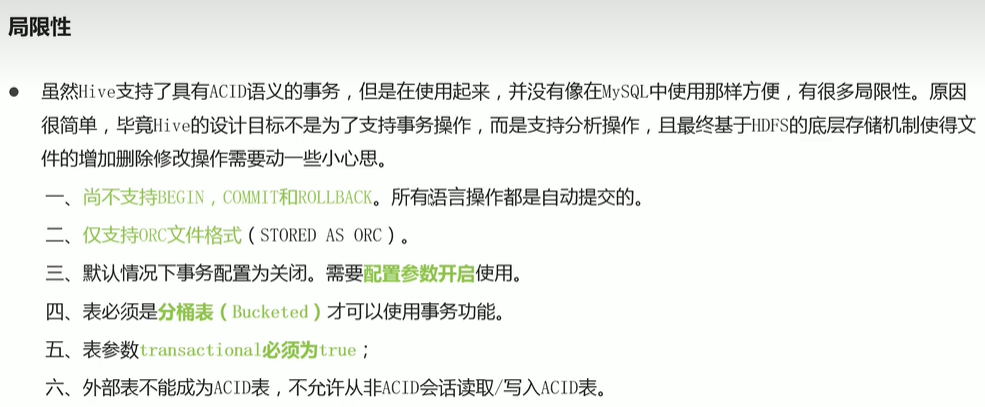 局限性
● 虽然Hive支持了具有ACID语义的事务，但是在使用起来，并没有像在MySQL中使用那样方便，有很多局限性。原因
很简单，毕竟Hive的设计目标不是为了支持事务操作，而是支持分析操作，且最终基于HDFS的底层存储机制使得文
件的增加删除修改操作需要动一些小心思。
一、尚不支持BEGIN，COMMIT和ROLLBACK。所有语言操作都是自动提交的。
二、仅支持ORC文件格式（STORED AS ORC）。
三、默认情况下事务配置为关闭。需要配置参数开启使用。
四、表必须是分桶表（Bucketed）才可以使用事务功能。
五、表参数transactional必须为true；
六、外部表不能成为ACID表，不允许从非ACID会话读取/写入ACID表。